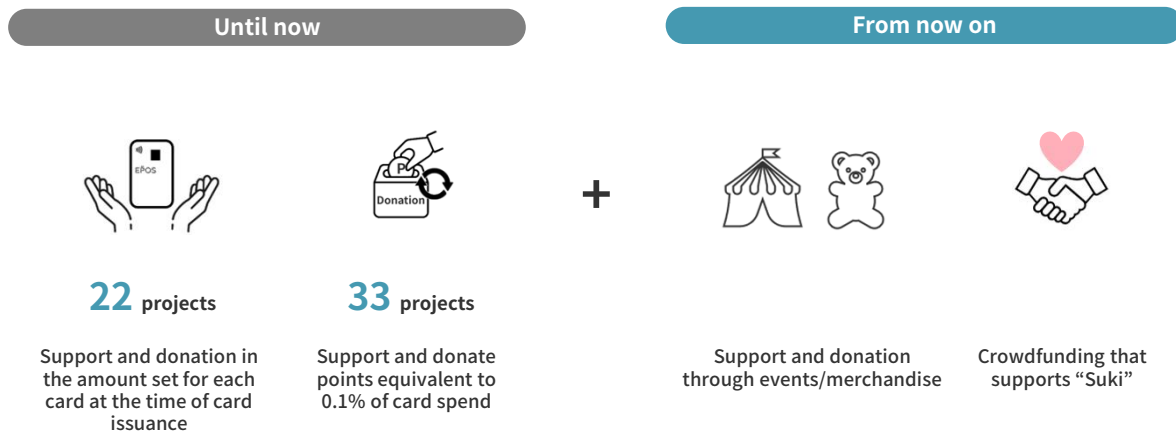 Until now
From now on
EPOS
P
Donation
+
22 projects
33 projects
Support and donation in
the amount set for each
card at the time of card
issuance
Support and donate
points equivalent to
0.1% of card spend
Support and donation
through events/merchandise
Crowdfunding that
supports “Suki”